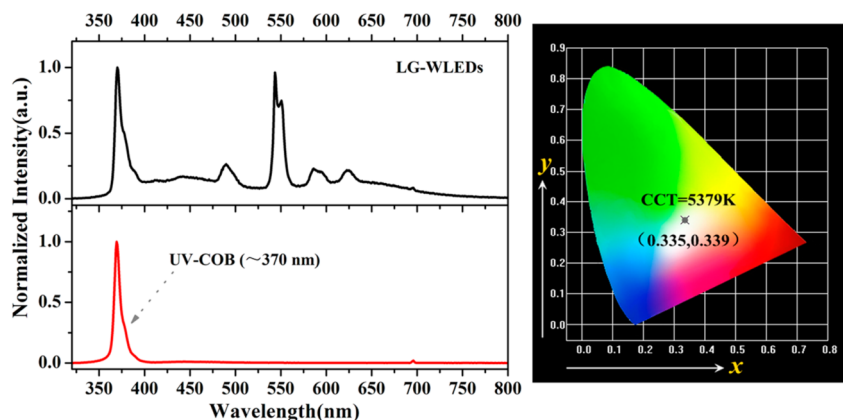 350 400 450 500 550 600 650 700 750 800
LG-WLEDs
1.0
0.5
0.0
Normalized Intensity(a.u.)
UV-COB (～370 nm)
1.0
0.5
0.0
350 400 450 500 550 600 650 700 750 800
Wavelength(nm)
0.9
0.8
0.7
0.6
0.5
0.4
0.3
0.2
0.1
0.0
y
CCT=5379K
（0.335,0.339）
0.0 0.1 0.2 0.3 0.4 0.5 0.6 0.7 0.8
x